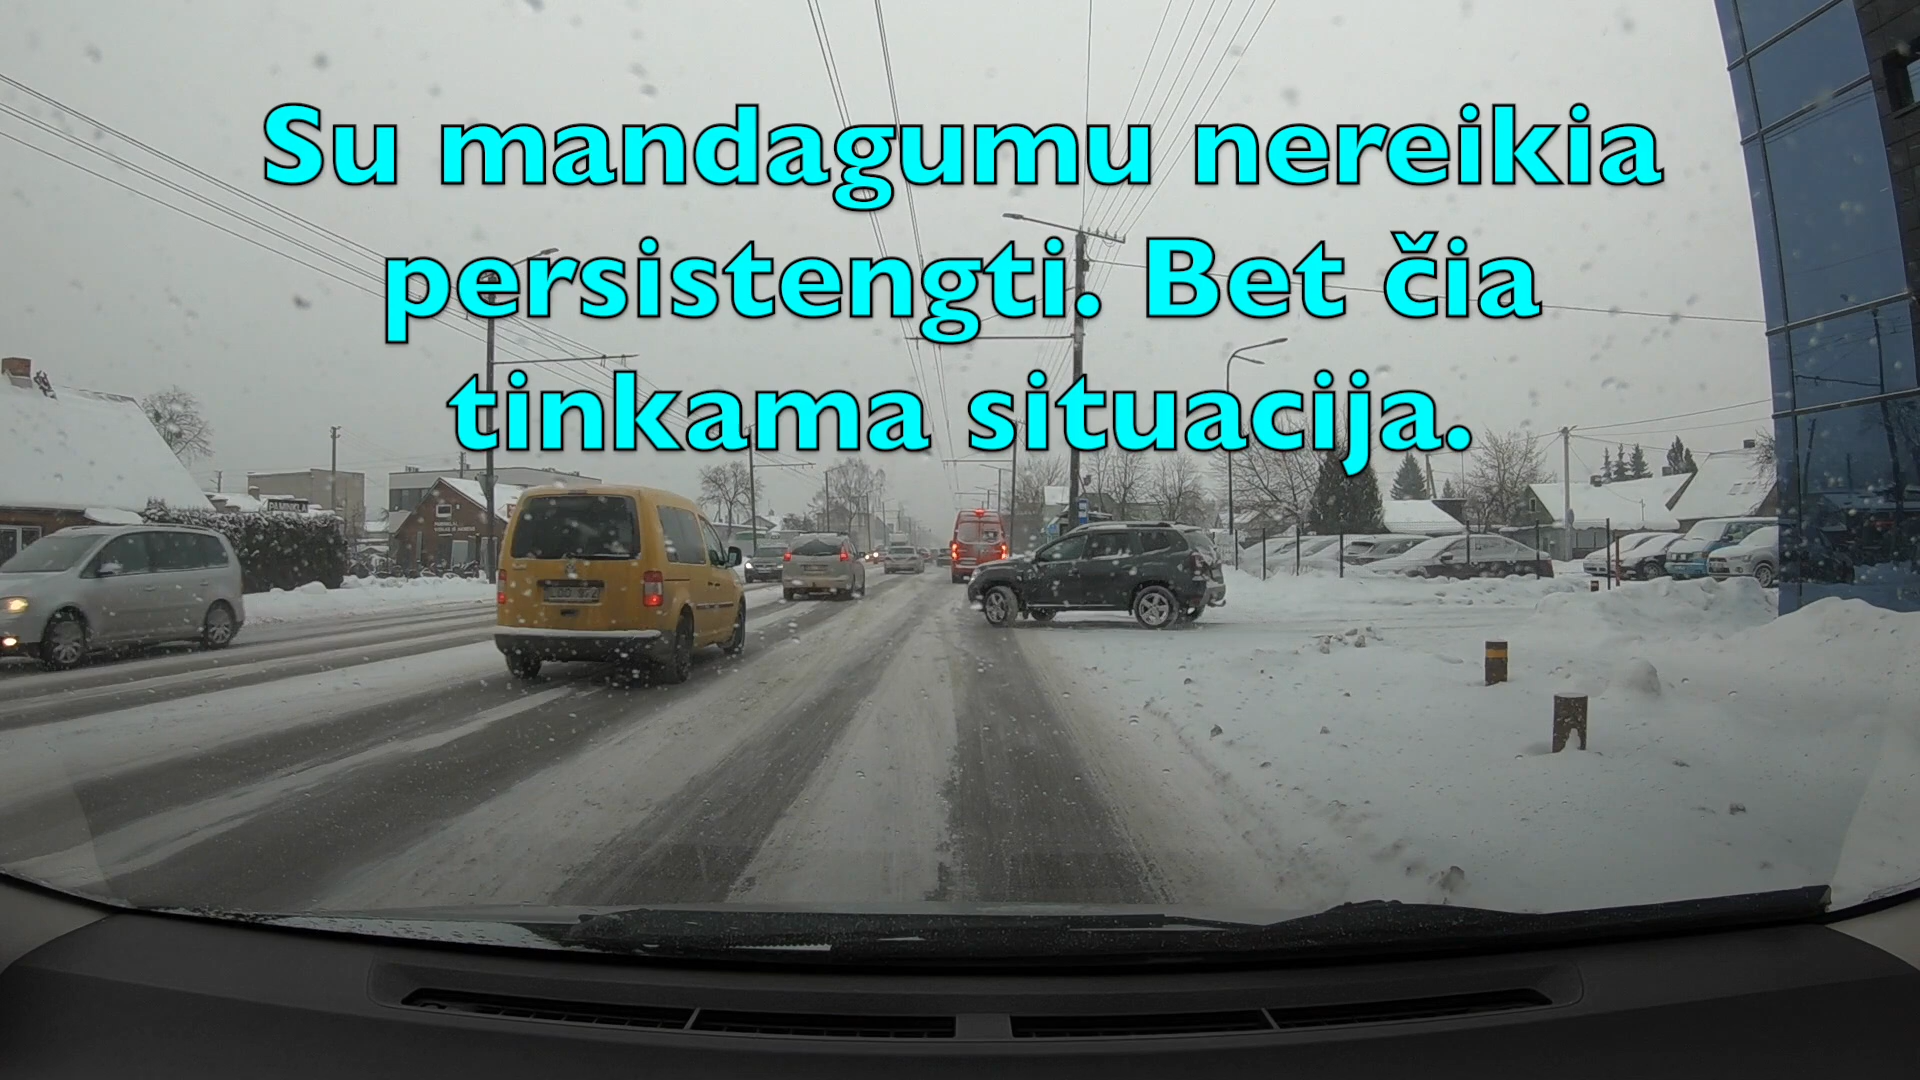 Su mandagumu nereikia
persistengti. Bet čia
tinkama situacija.